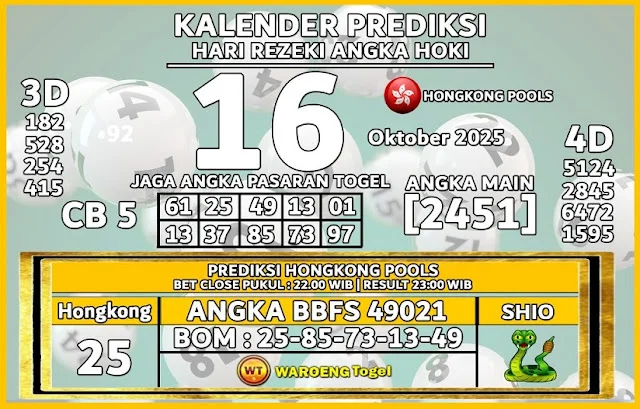 KALENDER PREDIKSI
HARI REZEKI ANGKA HOKI
16
HONGKONG POOLS
Oktober 2025
3D
182
528
254
415
CB 5
JAGA ANGKA PASARAN TOGEL
61 25 49 13 01
13 37 85 73 97
ANGKA MAIN
[2451]
4D
5124
2845
6472
1595
92
PREDIKSI HONGKONG POOLS
BET CLOSE PUKUL : 22.00 WIB | RESULT 23:00 WIB
Hongkong
25
ANGKA BBFS 49021
BOM : 25-85-73-13-49
WT WAROENG Togel
SHIO